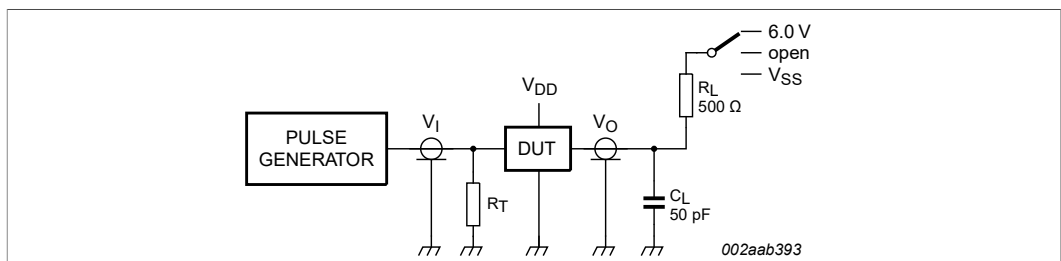 6.0 V
open
VSS
RL
500 Ω
VDD
VI
VO
PULSE
GENERATOR
DUT
RT
CL
50 pF
002aab393